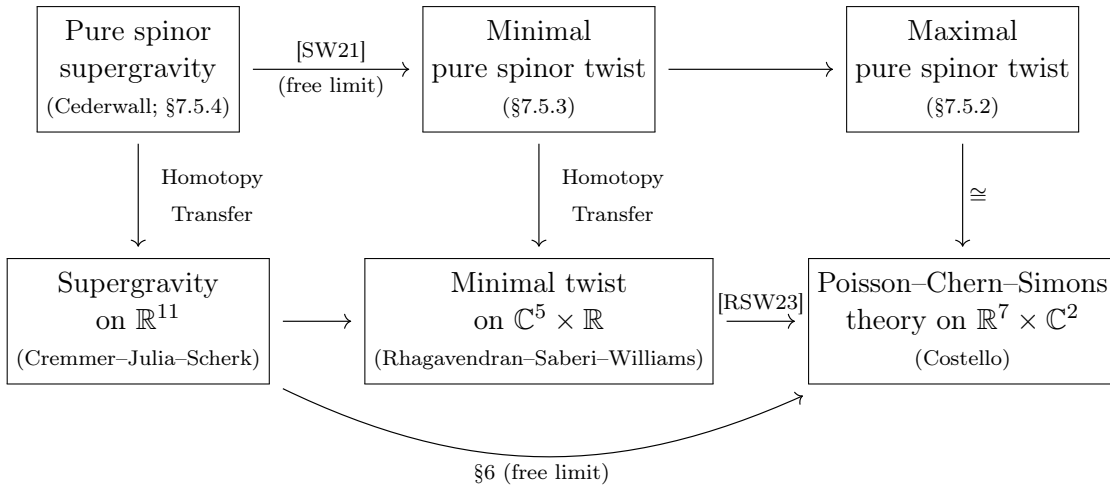 Pure spinor
supergravity
(Cederwall; §7.5.4)
[SW21]
(free limit)
Minimal
pure spinor twist
(§7.5.3)
Maximal
pure spinor twist
(§7.5.2)
Homotopy
Transfer
Homotopy
Transfer
≅
Supergravity
on ℝ¹¹
(Cremmer–Julia–Scherk)
Minimal twist
on ℂ⁵ × ℝ
(Rhagavendran–Saberi–Williams)
[RSW23]
Poisson–Chern–Simons
theory on ℝ⁷ × ℂ²
(Costello)
§6 (free limit)